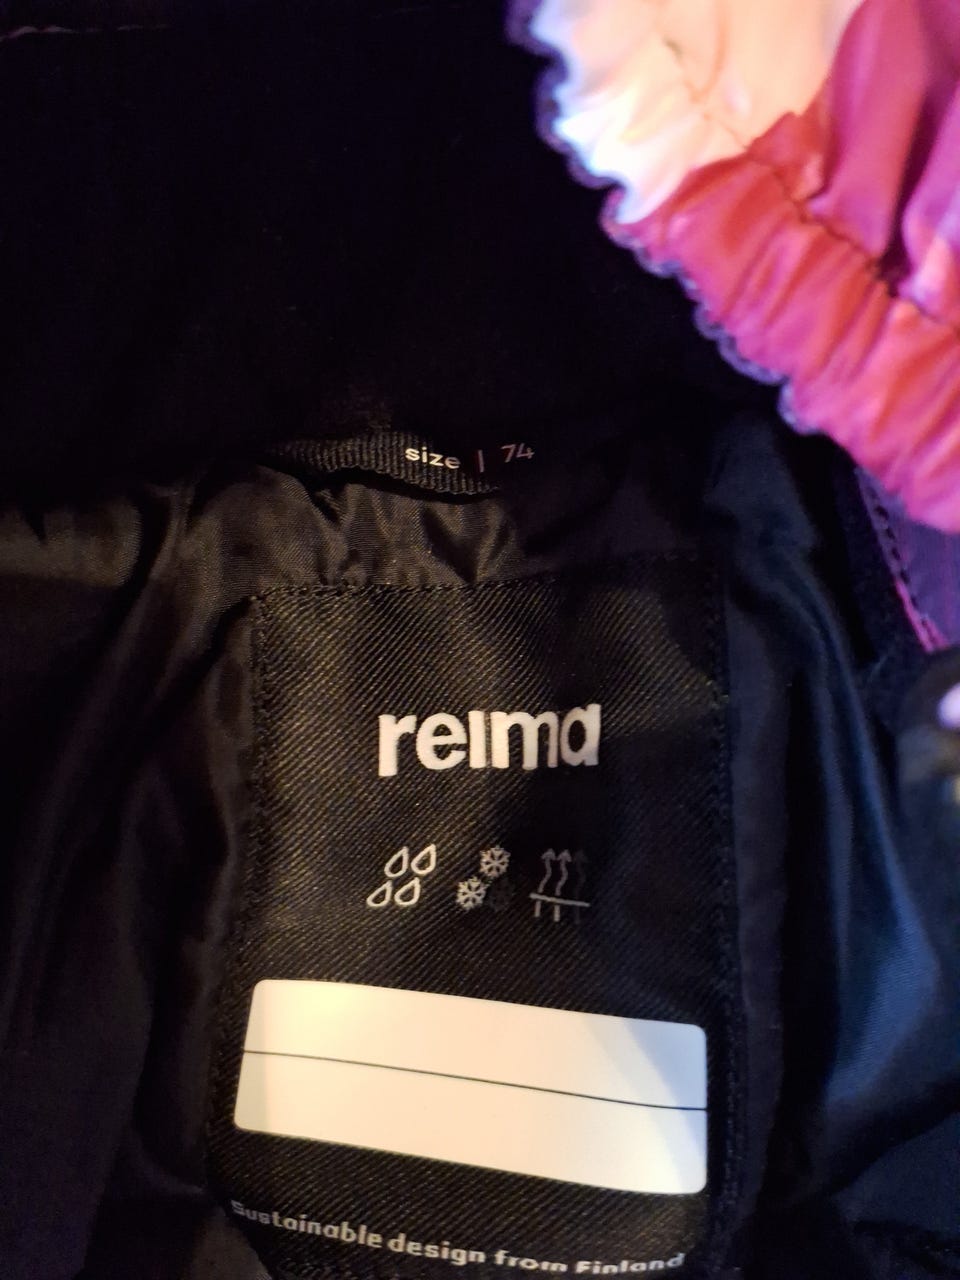 size | 74
reima
Sustainable design from Finland